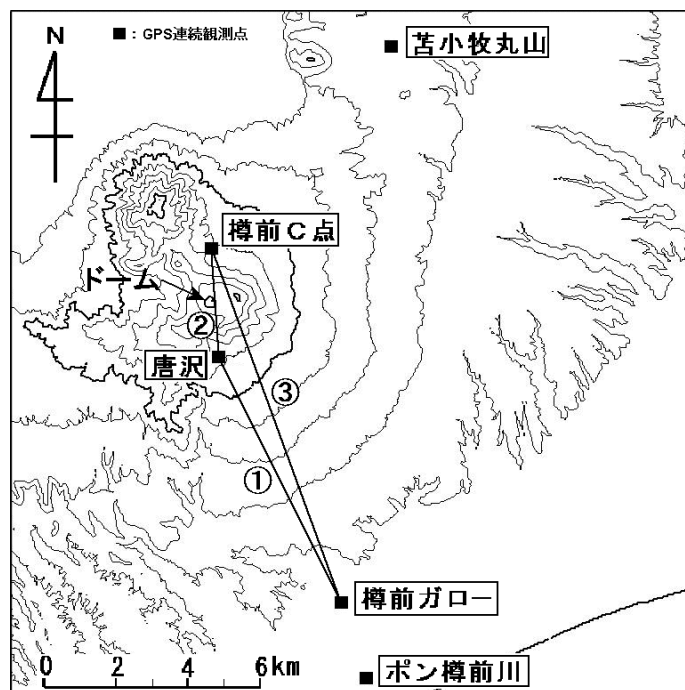 N
■：GPS連続観測点
苫小牧丸山
樽前C点
ドーム
②
唐沢
③
①
樽前ガロー
0 2 4 6km
ポン樽前川